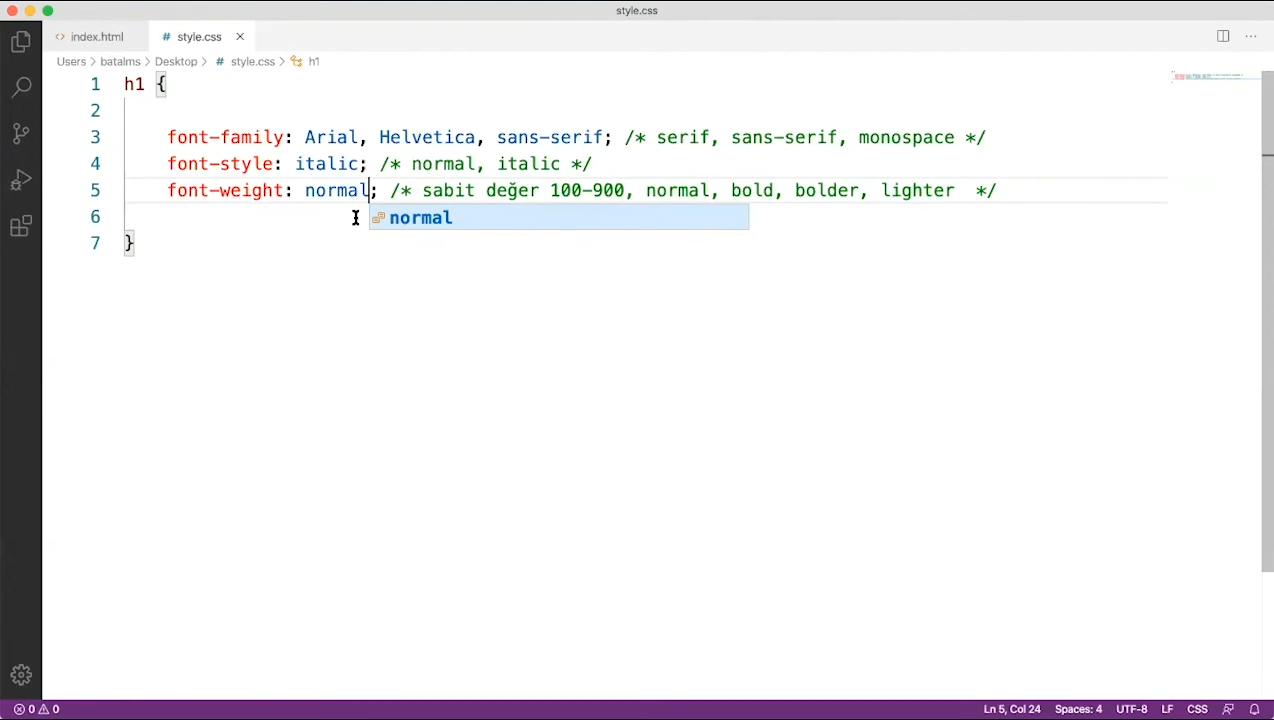 style.css
index.html
# style.css
Users > batalms > Desktop > # style.css > h1
1 h1 {
2
3 font-family: Arial, Helvetica, sans-serif; /* serif, sans-serif, monospace */
4 font-style: italic; /* normal, italic */
5 font-weight: normal; /* sabit değer 100-900, normal, bold, bolder, lighter  */
6
normal
7 }
0 0
Ln 5, Col 24
Spaces: 4
UTF-8
LF
CSS